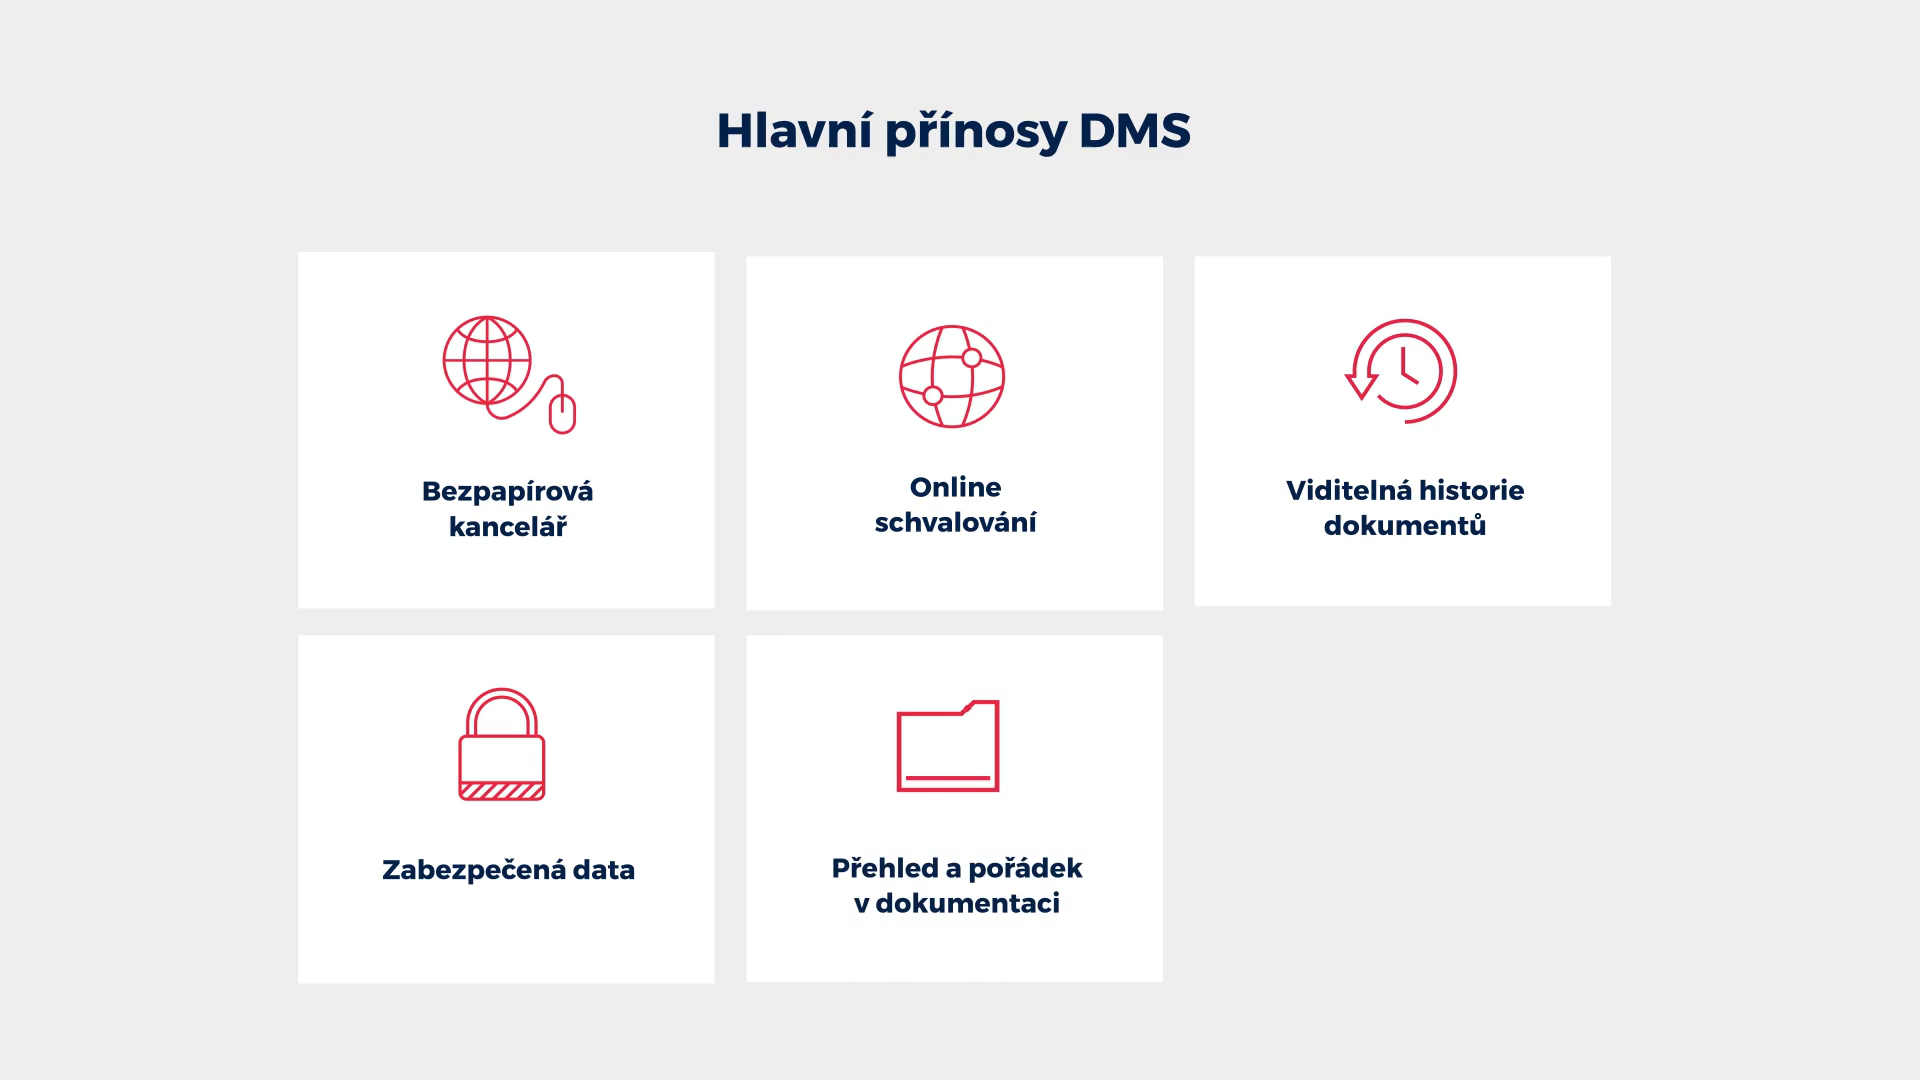 Hlavní přínosy DMS
Bezpapírová
kancelář
Online
schvalování
Viditelná historie
dokumentů
Zabezpečená data
Přehled a pořádek
v dokumentaci